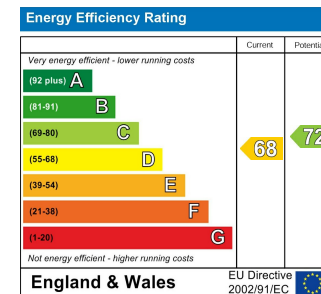 Energy Efficiency Rating
Current Potentia
Very energy efficient - lower running costs
(92 plus) A
(81-91) B
(69-80) C
72
(55-68) D
68
(39-54) E
(21-38) F
(1-20) G
Not energy efficient - higher running costs
England & Wales
EU Directive
2002/91/EC